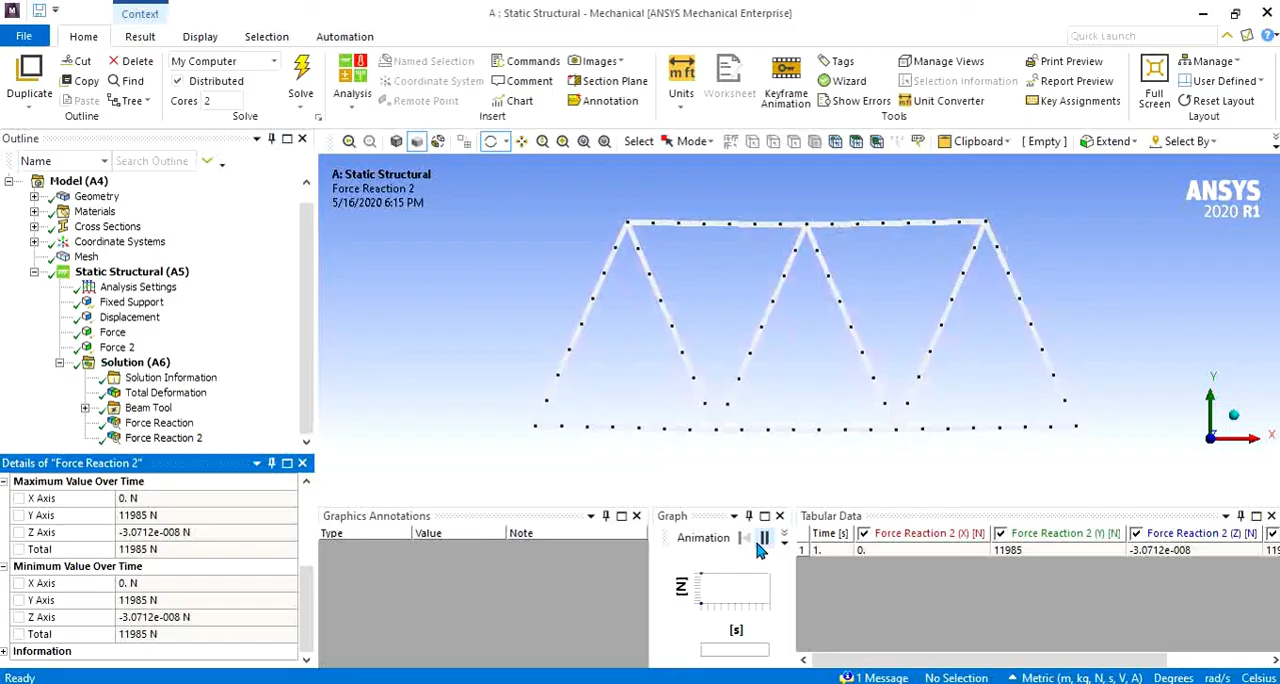 A : Static Structural - Mechanical [ANSYS Mechanical Enterprise]
Context
File Home Result Display Selection Automation
Quick Launch
Duplicate
Cut Delete
Copy Find
Paste Tree
Outline
My Computer
Distributed
Cores 2
Solve
Solve
Analysis
Named Selection Commands Images
Coordinate System Comment Section Plane
Remote Point Chart Annotation
Insert
Units
Worksheet
Keyframe Animation
Tags Manage Views Print Preview
Wizard Selection Information Report Preview
Show Errors Unit Converter Key Assignments
Tools
Full Screen
Manage
User Defined
Reset Layout
Layout
Outline
Select Mode Clipboard [ Empty ] Extend Select By
Name Search Outline
Model (A4)
Geometry
Materials
Cross Sections
Coordinate Systems
Mesh
Static Structural (A5)
Analysis Settings
Fixed Support
Displacement
Force
Force 2
Solution (A6)
Solution Information
Total Deformation
Beam Tool
Force Reaction
Force Reaction 2
A: Static Structural
Force Reaction 2
5/16/2020 6:15 PM
ANSYS
2020 R1
Y
X
Z
Details of "Force Reaction 2"
Maximum Value Over Time
X Axis 0. N
Y Axis 11985 N
Z Axis -3.0712e-008 N
Total 11985 N
Minimum Value Over Time
X Axis 0. N
Y Axis 11985 N
Z Axis -3.0712e-008 N
Total 11985 N
Information
Graphics Annotations
Type Value Note
Graph
Animation
[N]
[s]
Tabular Data
Time [s] Force Reaction 2 (X) [N] Force Reaction 2 (Y) [N] Force Reaction 2 (Z) [N]
1 1. 0. 11985 -3.0712e-008
Ready 1 Message No Selection Metric (m, kg, N, s, V, A) Degrees rad/s Celsius